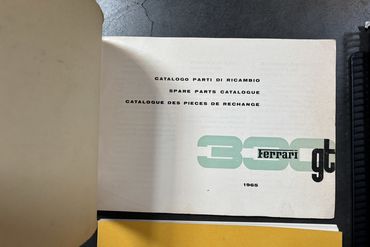 CATALOGO PARTI DI RICAMBIO
SPARE PARTS CATALOGUE
CATALOGUE DES PIECES DE RECHANGE
330 Ferrari gt
1965